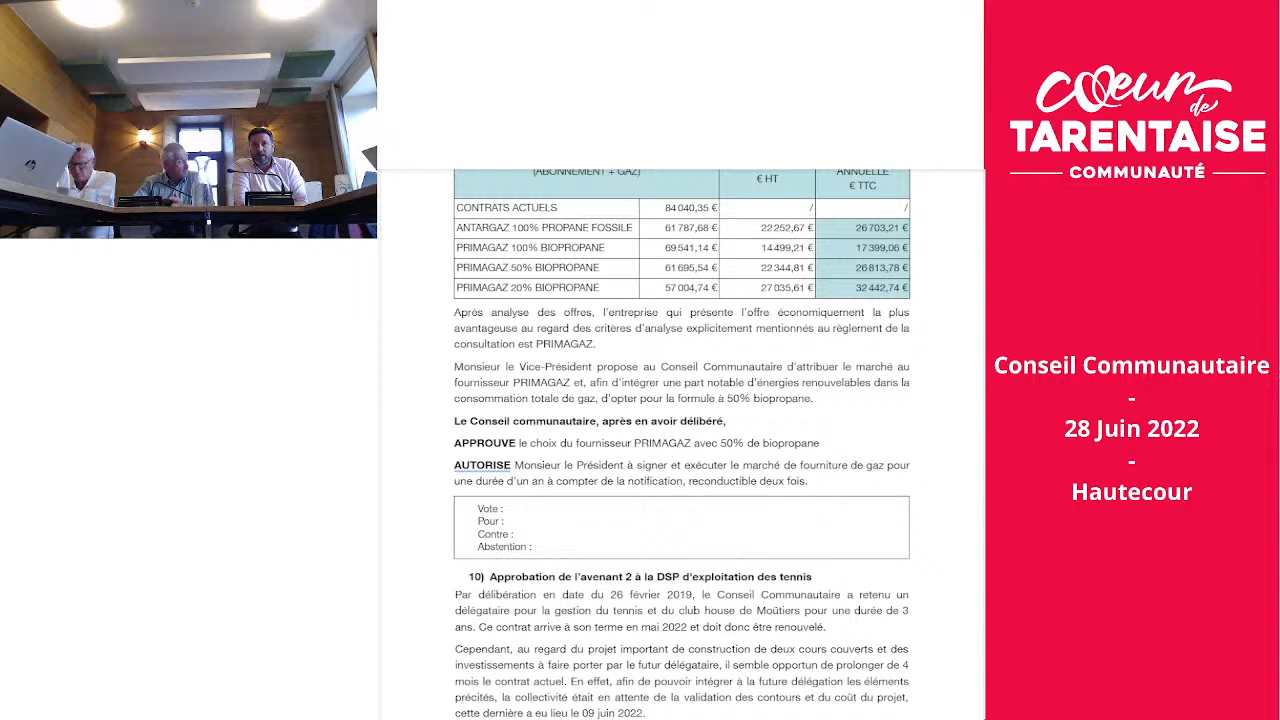 (ABONNEMENT + GAZ) € HT ANNUELLE
€ TTC
CONTRATS ACTUELS 84 040,35 € / /
ANTARGAZ 100% PROPANE FOSSILE 61 787,68 € 22 252,67 € 26 703,21 €
PRIMAGAZ 100% BIOPROPANE 69 541,14 € 14 499,21 € 17 399,06 €
PRIMAGAZ 50% BIOPROPANE 61 695,54 € 22 344,81 € 26 813,78 €
PRIMAGAZ 20% BIOPROPANE 57 004,74 € 27 035,61 € 32 442,74 €
Après analyse des offres, l'entreprise qui présente l'offre économiquement la plus
avantageuse au regard des critères d'analyse explicitement mentionnés au règlement de la
consultation est PRIMAGAZ.
Monsieur le Vice-Président propose au Conseil Communautaire d'attribuer le marché au
fournisseur PRIMAGAZ et, afin d'intégrer une part notable d'énergies renouvelables dans la
consommation totale de gaz, d'opter pour la formule à 50% biopropane.
Le Conseil communautaire, après en avoir délibéré,
APPROUVE le choix du fournisseur PRIMAGAZ avec 50% de biopropane
AUTORISE Monsieur le Président à signer et exécuter le marché de fourniture de gaz pour
une durée d'un an à compter de la notification, reconductible deux fois.
Vote :
Pour :
Contre :
Abstention :
10) Approbation de l'avenant 2 à la DSP d'exploitation des tennis
Par délibération en date du 26 février 2019, le Conseil Communautaire a retenu un
délégataire pour la gestion du tennis et du club house de Moûtiers pour une durée de 3
ans. Ce contrat arrive à son terme en mai 2022 et doit donc être renouvelé.
Cependant, au regard du projet important de construction de deux cours couverts et des
investissements à faire porter par le futur délégataire, il semble opportun de prolonger de 4
mois le contrat actuel. En effet, afin de pouvoir intégrer à la future délégation les éléments
précités, la collectivité était en attente de la validation des contours et du coût du projet,
cette dernière a eu lieu le 09 juin 2022.
Cœur
de
TARENTAISE
COMMUNAUTÉ
Conseil Communautaire
-
28 Juin 2022
-
Hautecour